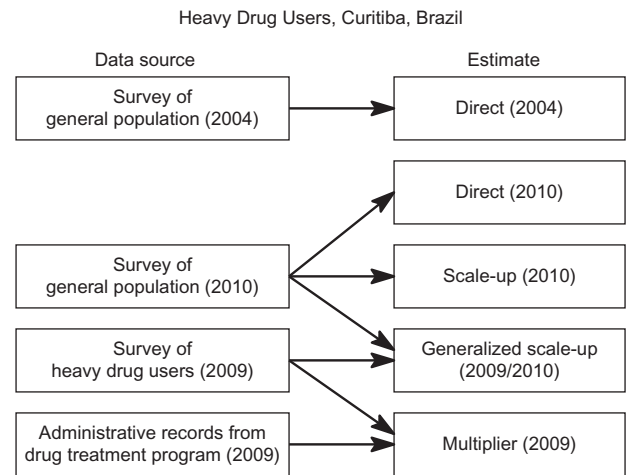 Heavy Drug Users, Curitiba, Brazil
Data source
Estimate
Survey of
general population (2004)
Direct (2004)
Direct (2010)
Survey of
general population (2010)
Scale-up (2010)
Survey of
heavy drug users (2009)
Generalized scale-up
(2009/2010)
Administrative records from
drug treatment program (2009)
Multiplier (2009)